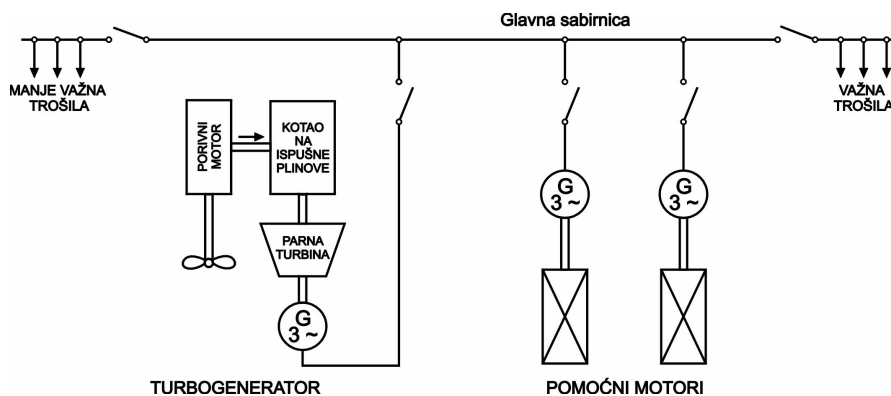 Glavna sabirnica
MANJE VAŽNA
TROŠILA
VAŽNA
TROŠILA
PORIVNI
MOTOR
KOTAO
NA
ISPUŠNE
PLINOVE
PARNA
TURBINA
G
3 ~
G
3 ~
G
3 ~
TURBOGENERATOR
POMOĆNI MOTORI